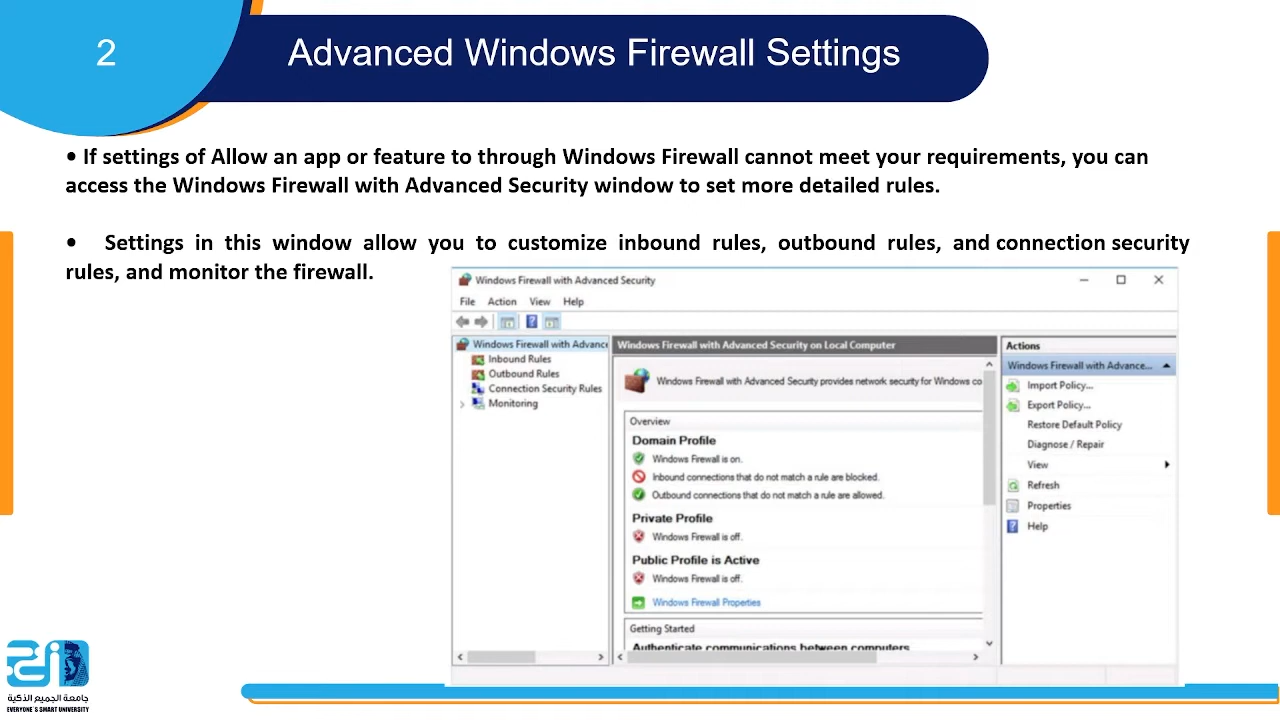 2
Advanced Windows Firewall Settings
• If settings of Allow an app or feature to through Windows Firewall cannot meet your requirements, you can
access the Windows Firewall with Advanced Security window to set more detailed rules.
• Settings in this window allow you to customize inbound rules, outbound rules, and connection security
rules, and monitor the firewall.
Windows Firewall with Advanced Security
File Action View Help
Windows Firewall with Advance
Inbound Rules
Outbound Rules
Connection Security Rules
Monitoring
Windows Firewall with Advanced Security on Local Computer
Windows Firewall with Advanced Security provides network security for Windows co
Overview
Domain Profile
Windows Firewall is on.
Inbound connections that do not match a rule are blocked.
Outbound connections that do not match a rule are allowed.
Private Profile
Windows Firewall is off.
Public Profile is Active
Windows Firewall is off.
Windows Firewall Properties
Getting Started
Authenticate communications between computers
Actions
Windows Firewall with Advance...
Import Policy...
Export Policy...
Restore Default Policy
Diagnose / Repair
View
Refresh
Properties
Help
جامعة الجميع الذكية
EVERYONE'S SMART UNIVERSITY